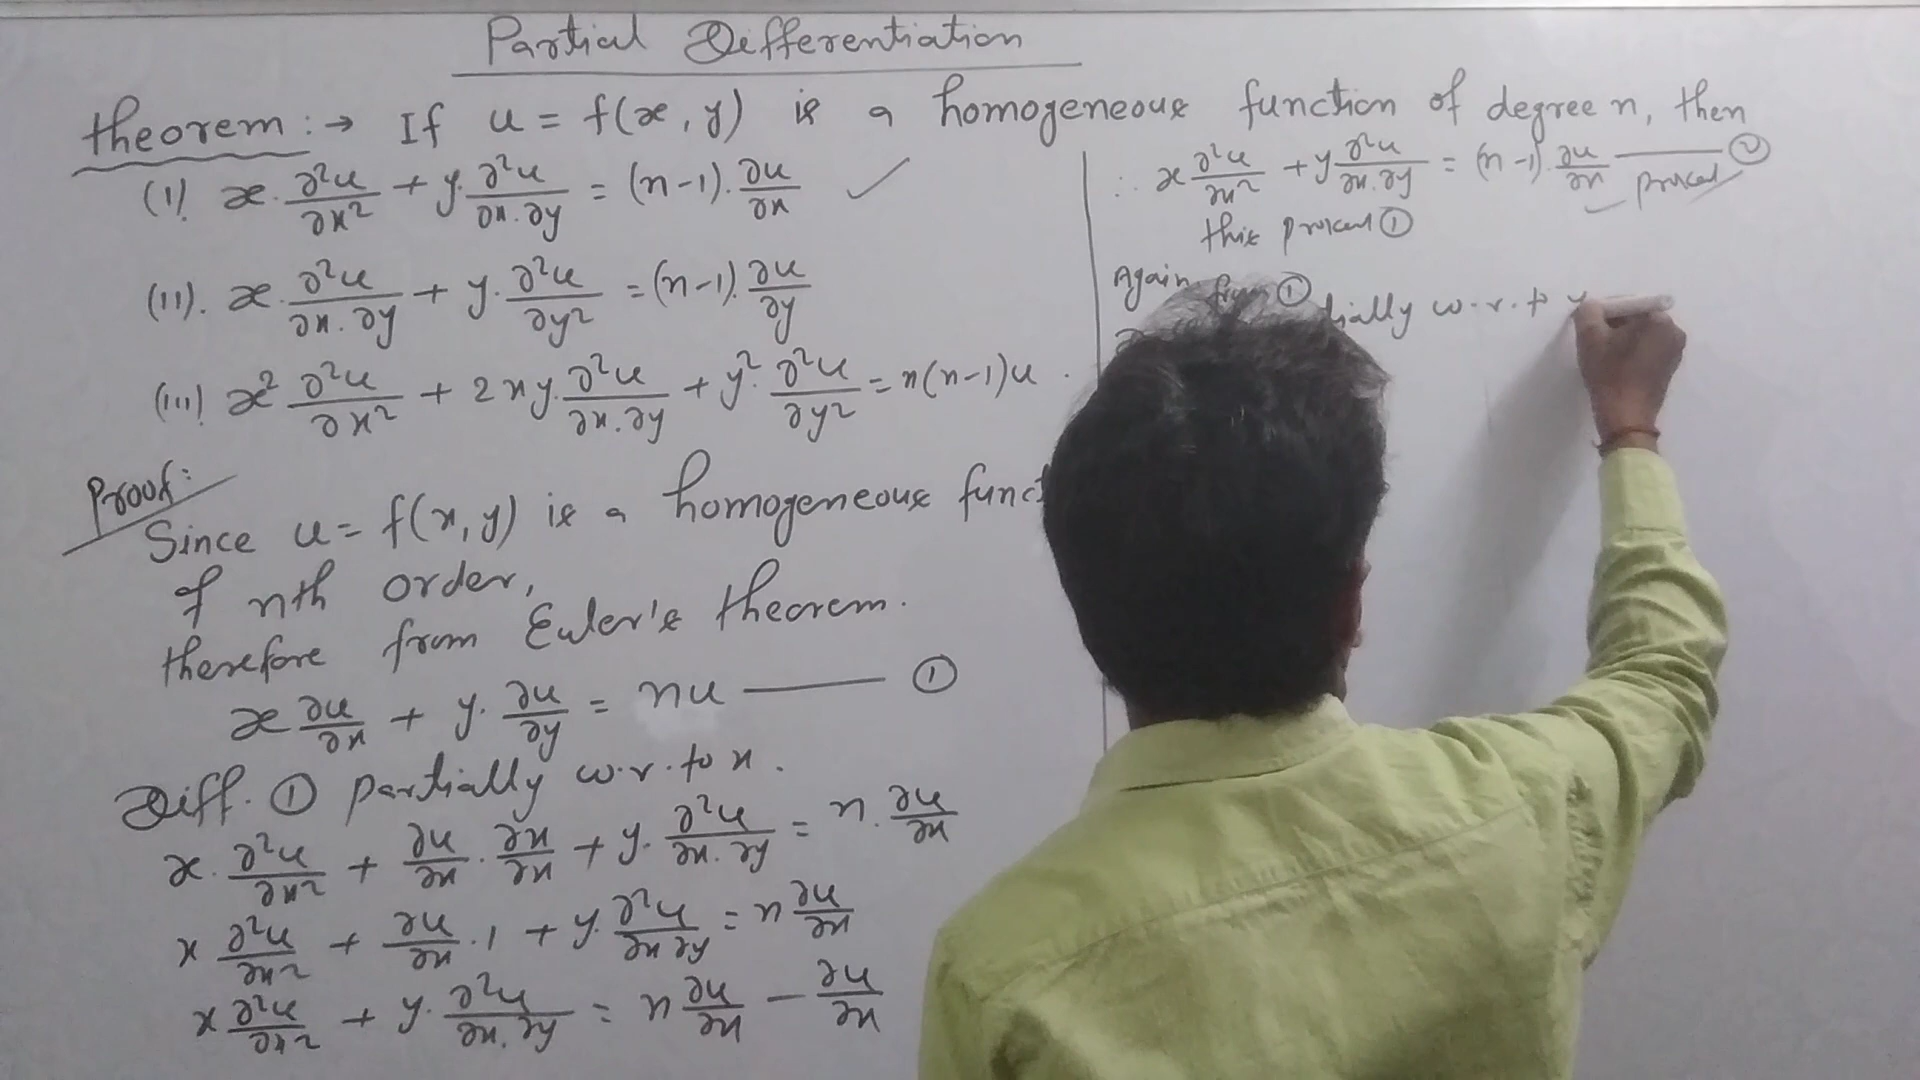 Partial Differentiation
theorem :→ If u = f(x, y) is a homogeneous function of degree n, then
(I) x. ∂²u/∂x² + y. ∂²u/∂x.∂y = (n-1). ∂u/∂x ✓
(II). x. ∂²u/∂x.∂y + y. ∂²u/∂y² = (n-1). ∂u/∂y
(III) x² ∂²u/∂x² + 2xy. ∂²u/∂x.∂y + y². ∂²u/∂y² = n(n-1)u.
Proof:
Since u = f(x, y) is a homogeneous funct
of nth order,
therefore from Euler's theorem.
x ∂u/∂x + y. ∂u/∂y = nu —— ①
Diff. ① partially w.r.to x.
x. ∂²u/∂x² + ∂u/∂x . ∂x/∂x + y. ∂²u/∂x.∂y = n. ∂u/∂x
x ∂²u/∂x² + ∂u/∂x .1 + y. ∂²u/∂x∂y = n ∂u/∂x
x ∂²u/∂x² + y. ∂²u/∂x.∂y = n ∂u/∂x − ∂u/∂x
∴ x ∂²u/∂x² + y ∂²u/∂x.∂y = (n-1). ∂u/∂x —— ②
this ①
Again from ①
tially w.r.to y